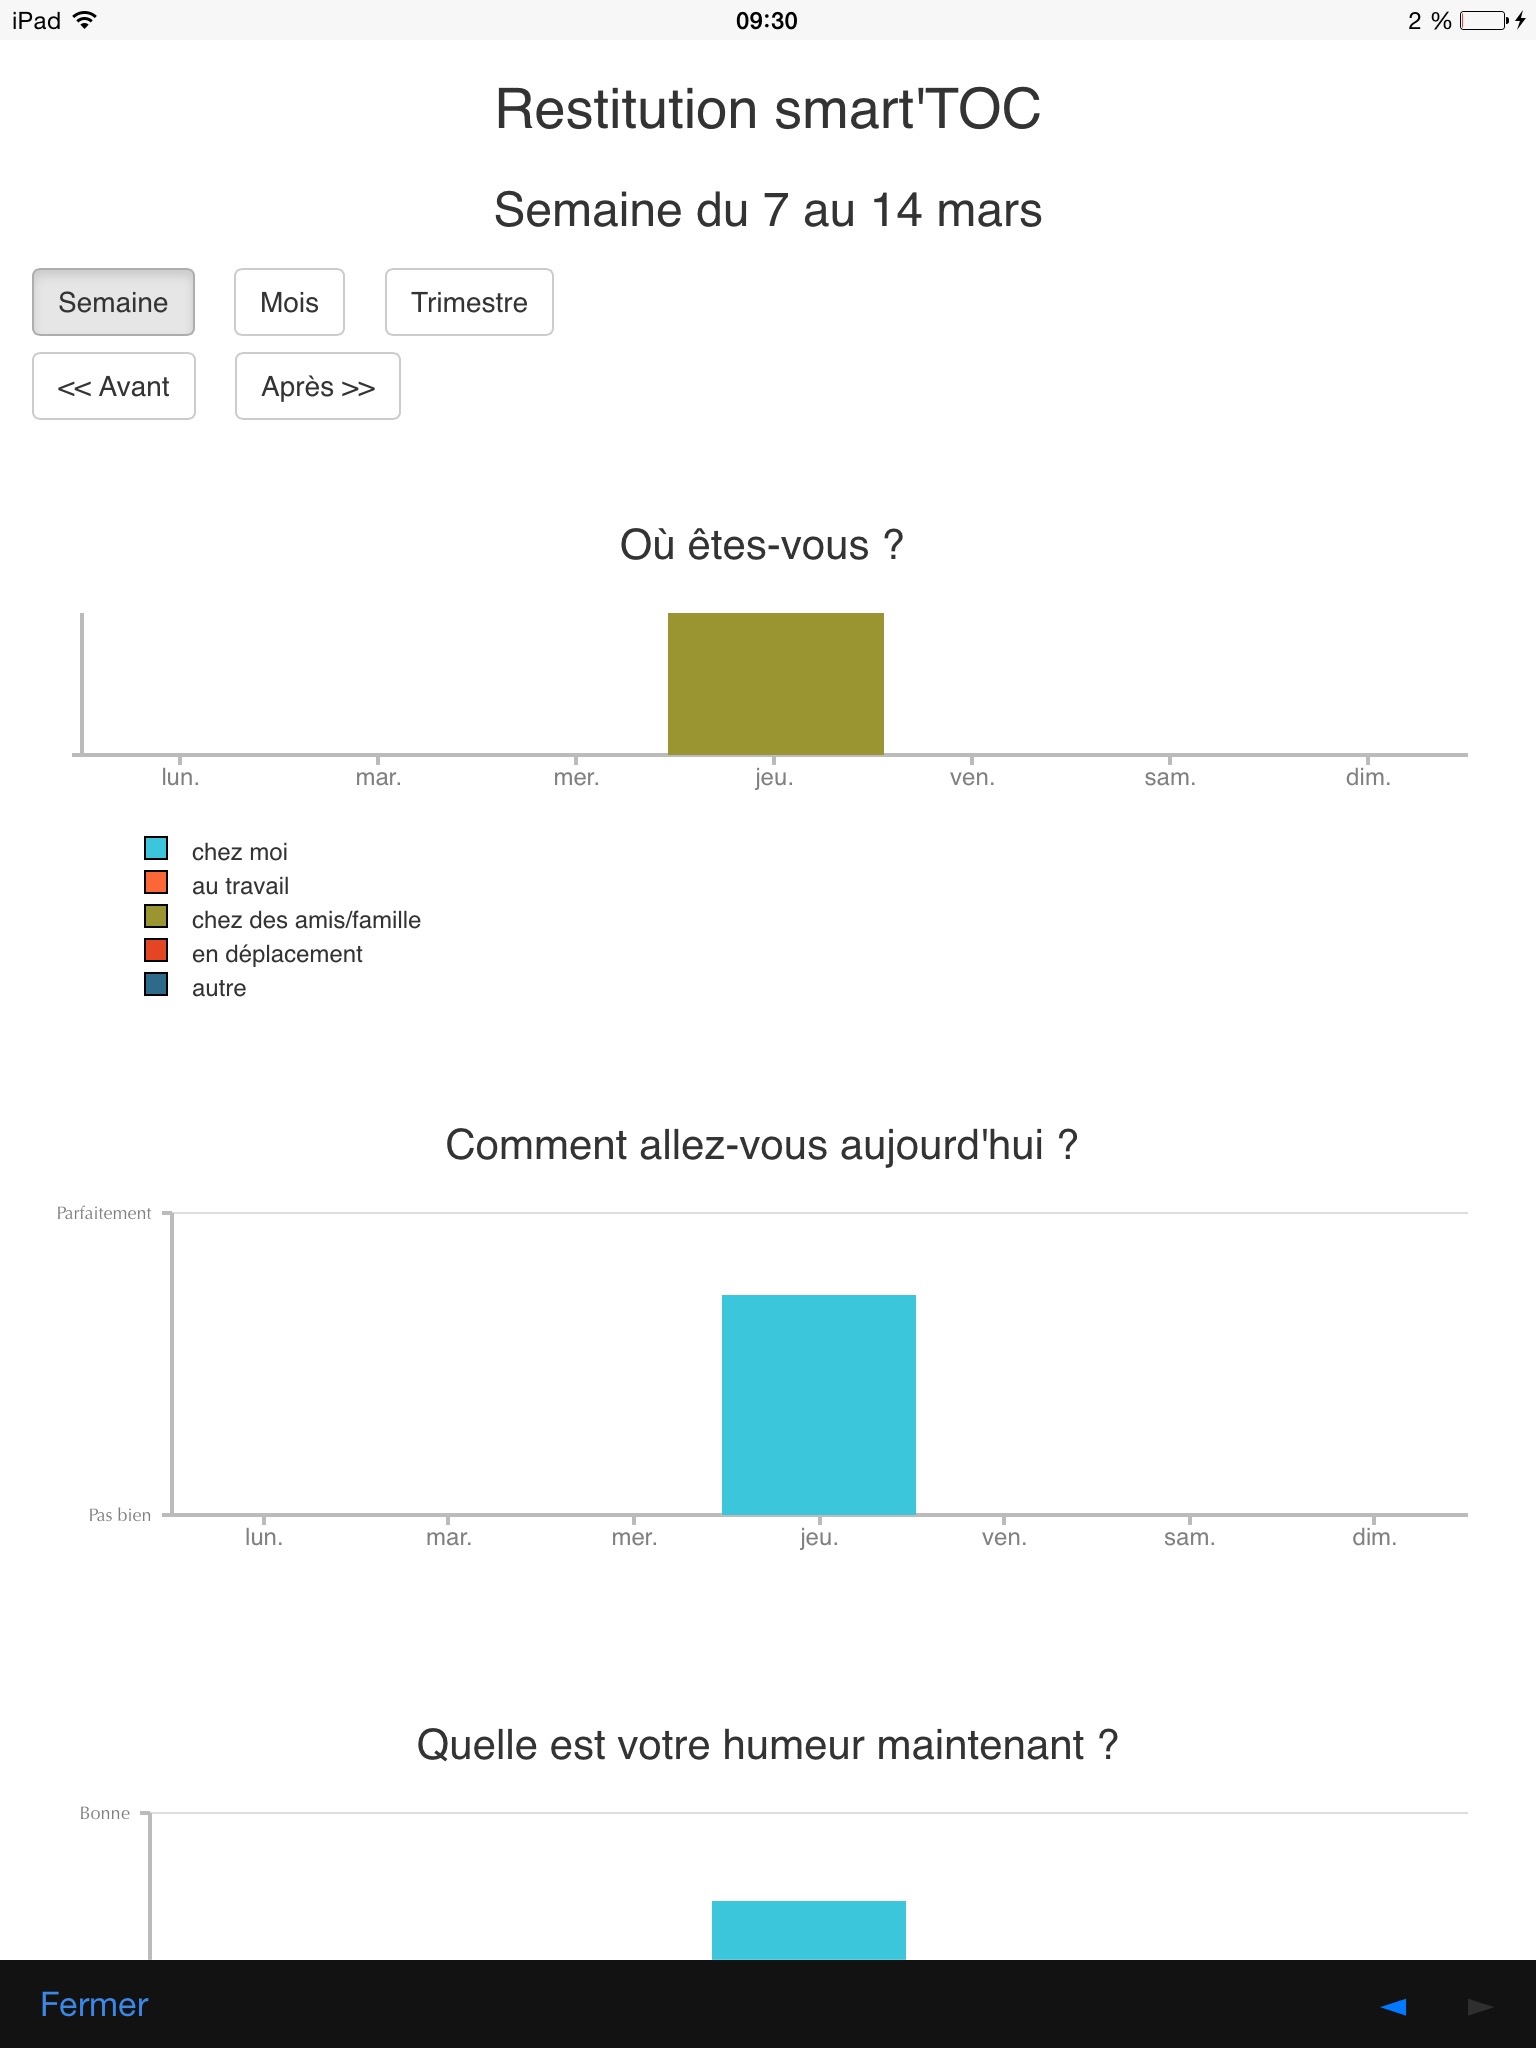 iPad 09:30 2 %
Restitution smart'TOC
Semaine du 7 au 14 mars
Semaine Mois Trimestre
<< Avant Après >>
Où êtes-vous ?
lun. mar. mer. jeu. ven. sam. dim.
chez moi
au travail
chez des amis/famille
en déplacement
autre
Comment allez-vous aujourd'hui ?
Parfaitement
Pas bien
lun. mar. mer. jeu. ven. sam. dim.
Quelle est votre humeur maintenant ?
Bonne
Fermer